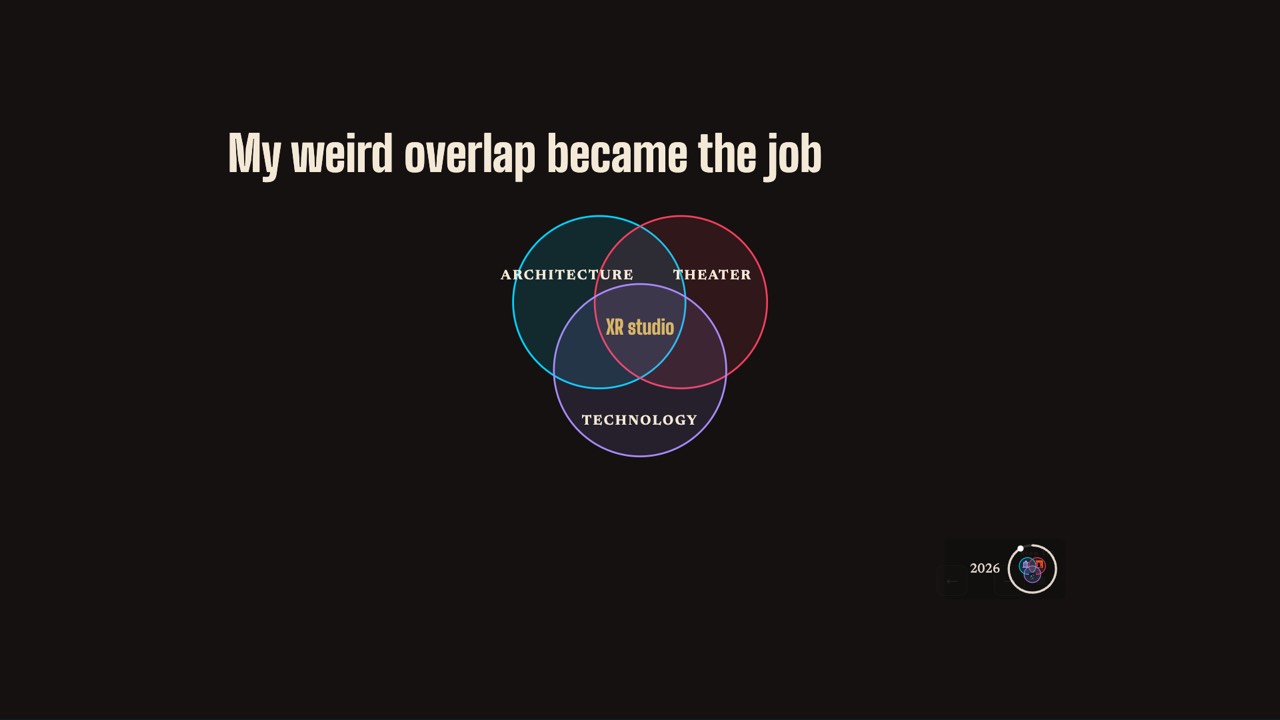 My weird overlap became the job
ARCHITECTURE
THEATER
XR studio
TECHNOLOGY
2026